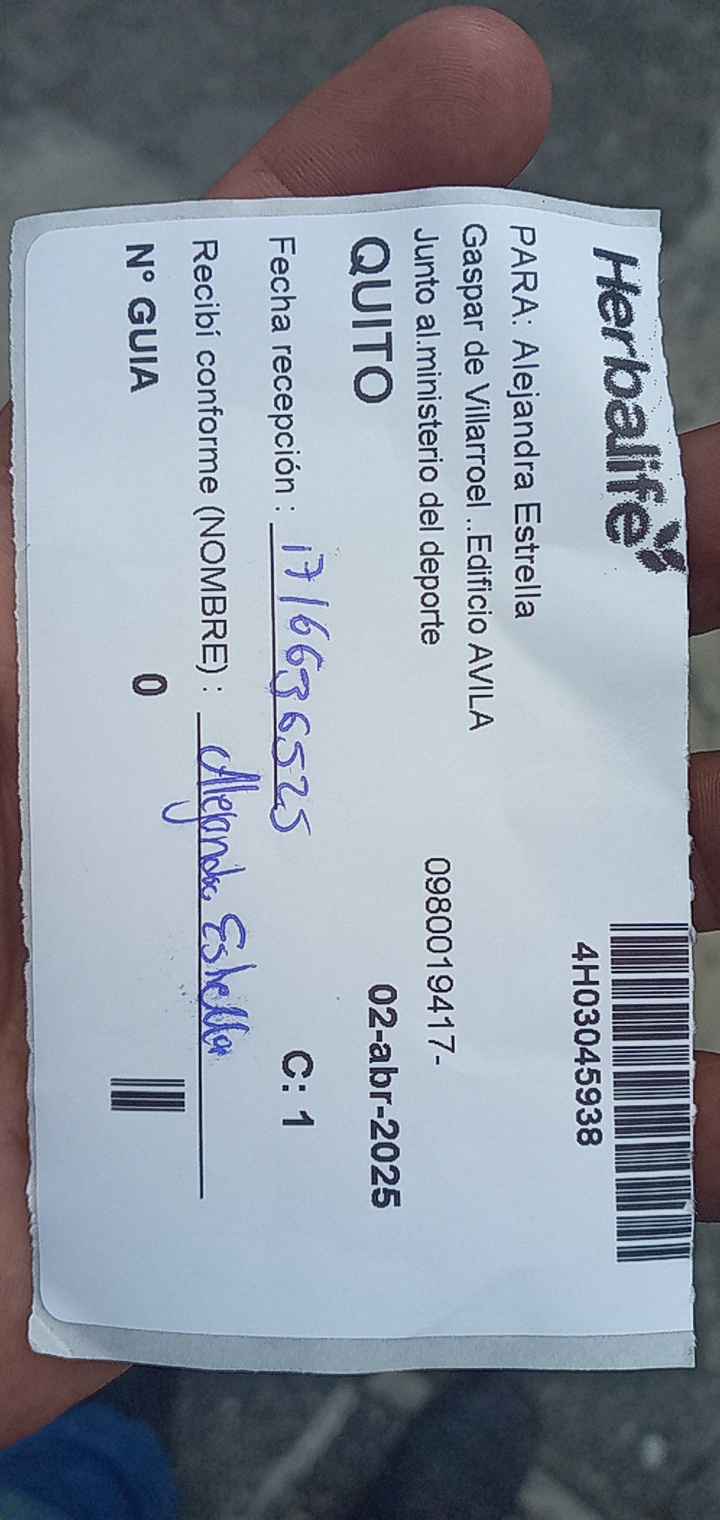 Herbalife
4H03045938
PARA: Alejandra Estrella
Gaspar de Villarroel ..Edificio AVILA
Junto al.ministerio del deporte
0980019417-
QUITO
02-abr-2025
Fecha recepción : 1716636525
C: 1
Recibí conforme (NOMBRE) : Alejandra Estrella
N° GUIA 0